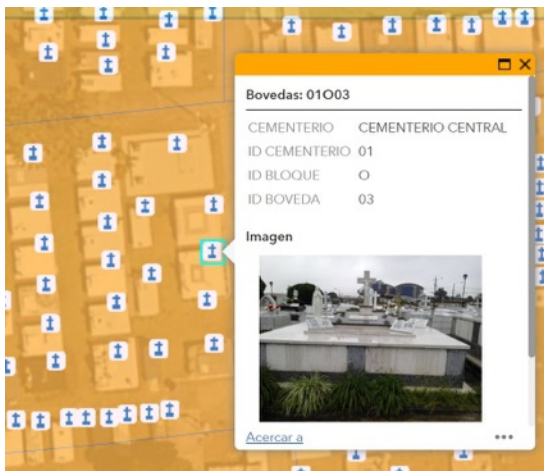 Bovedas: 01O03
CEMENTERIO CEMENTERIO CENTRAL
ID CEMENTERIO 01
ID BLOQUE O
ID BOVEDA 03
Imagen
Acercar a